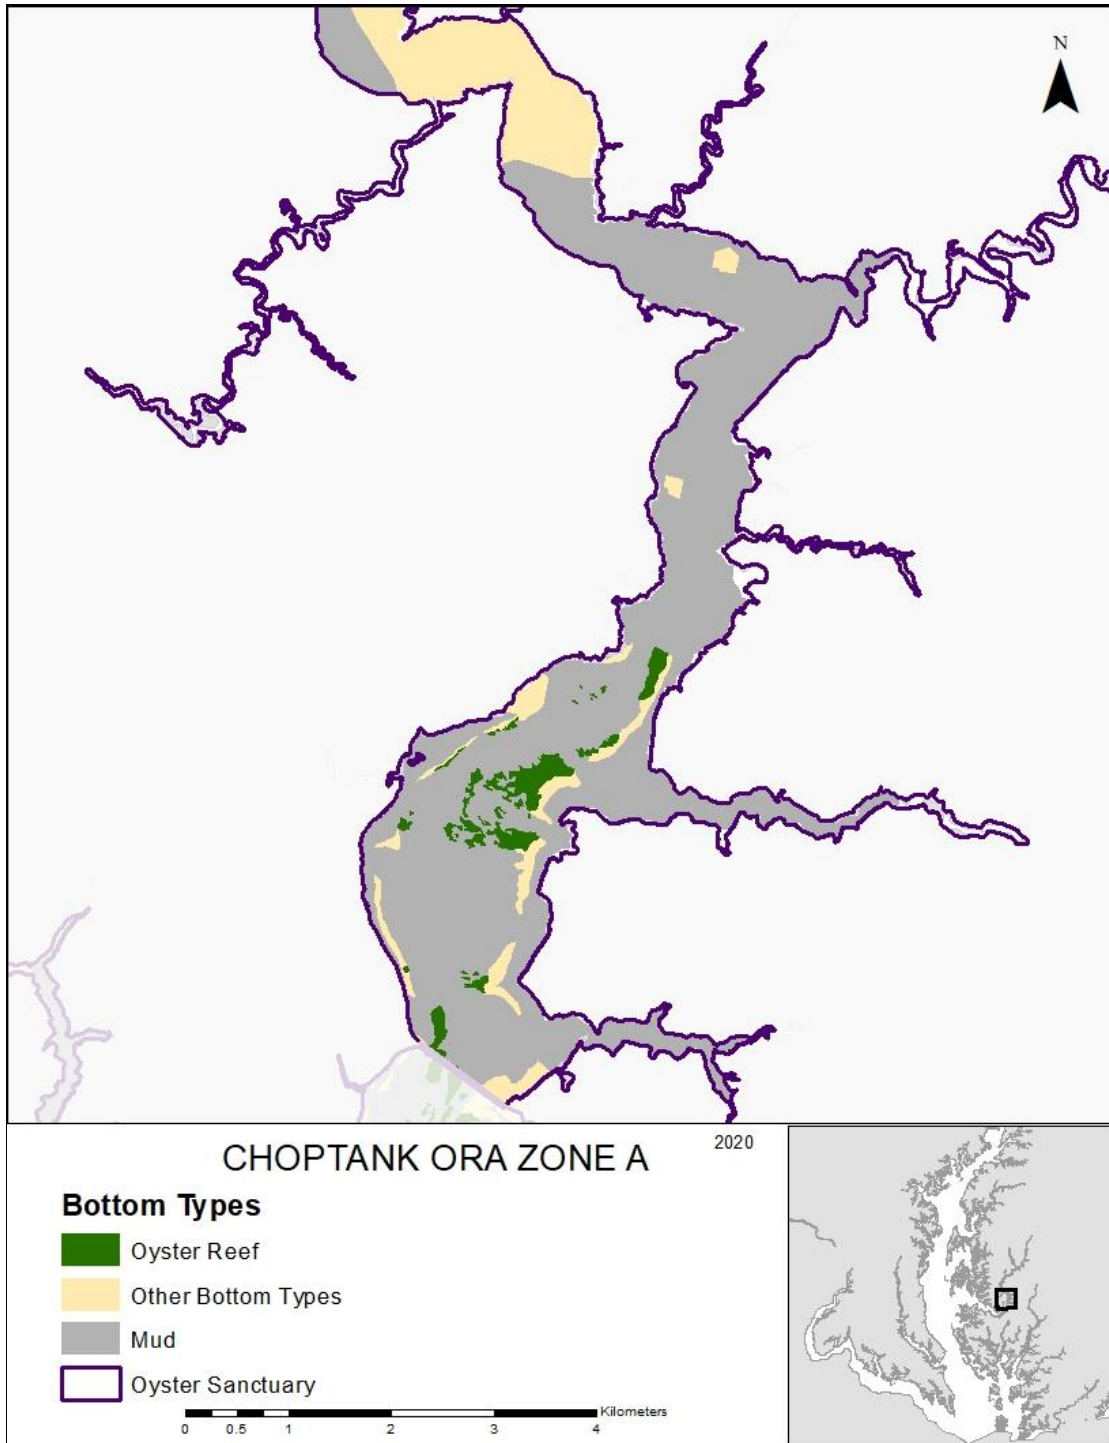 N
CHOPTANK ORA ZONE A
2020
Bottom Types
Oyster Reef
Other Bottom Types
Mud
Oyster Sanctuary
Kilometers
0 0.5 1 2 3 4